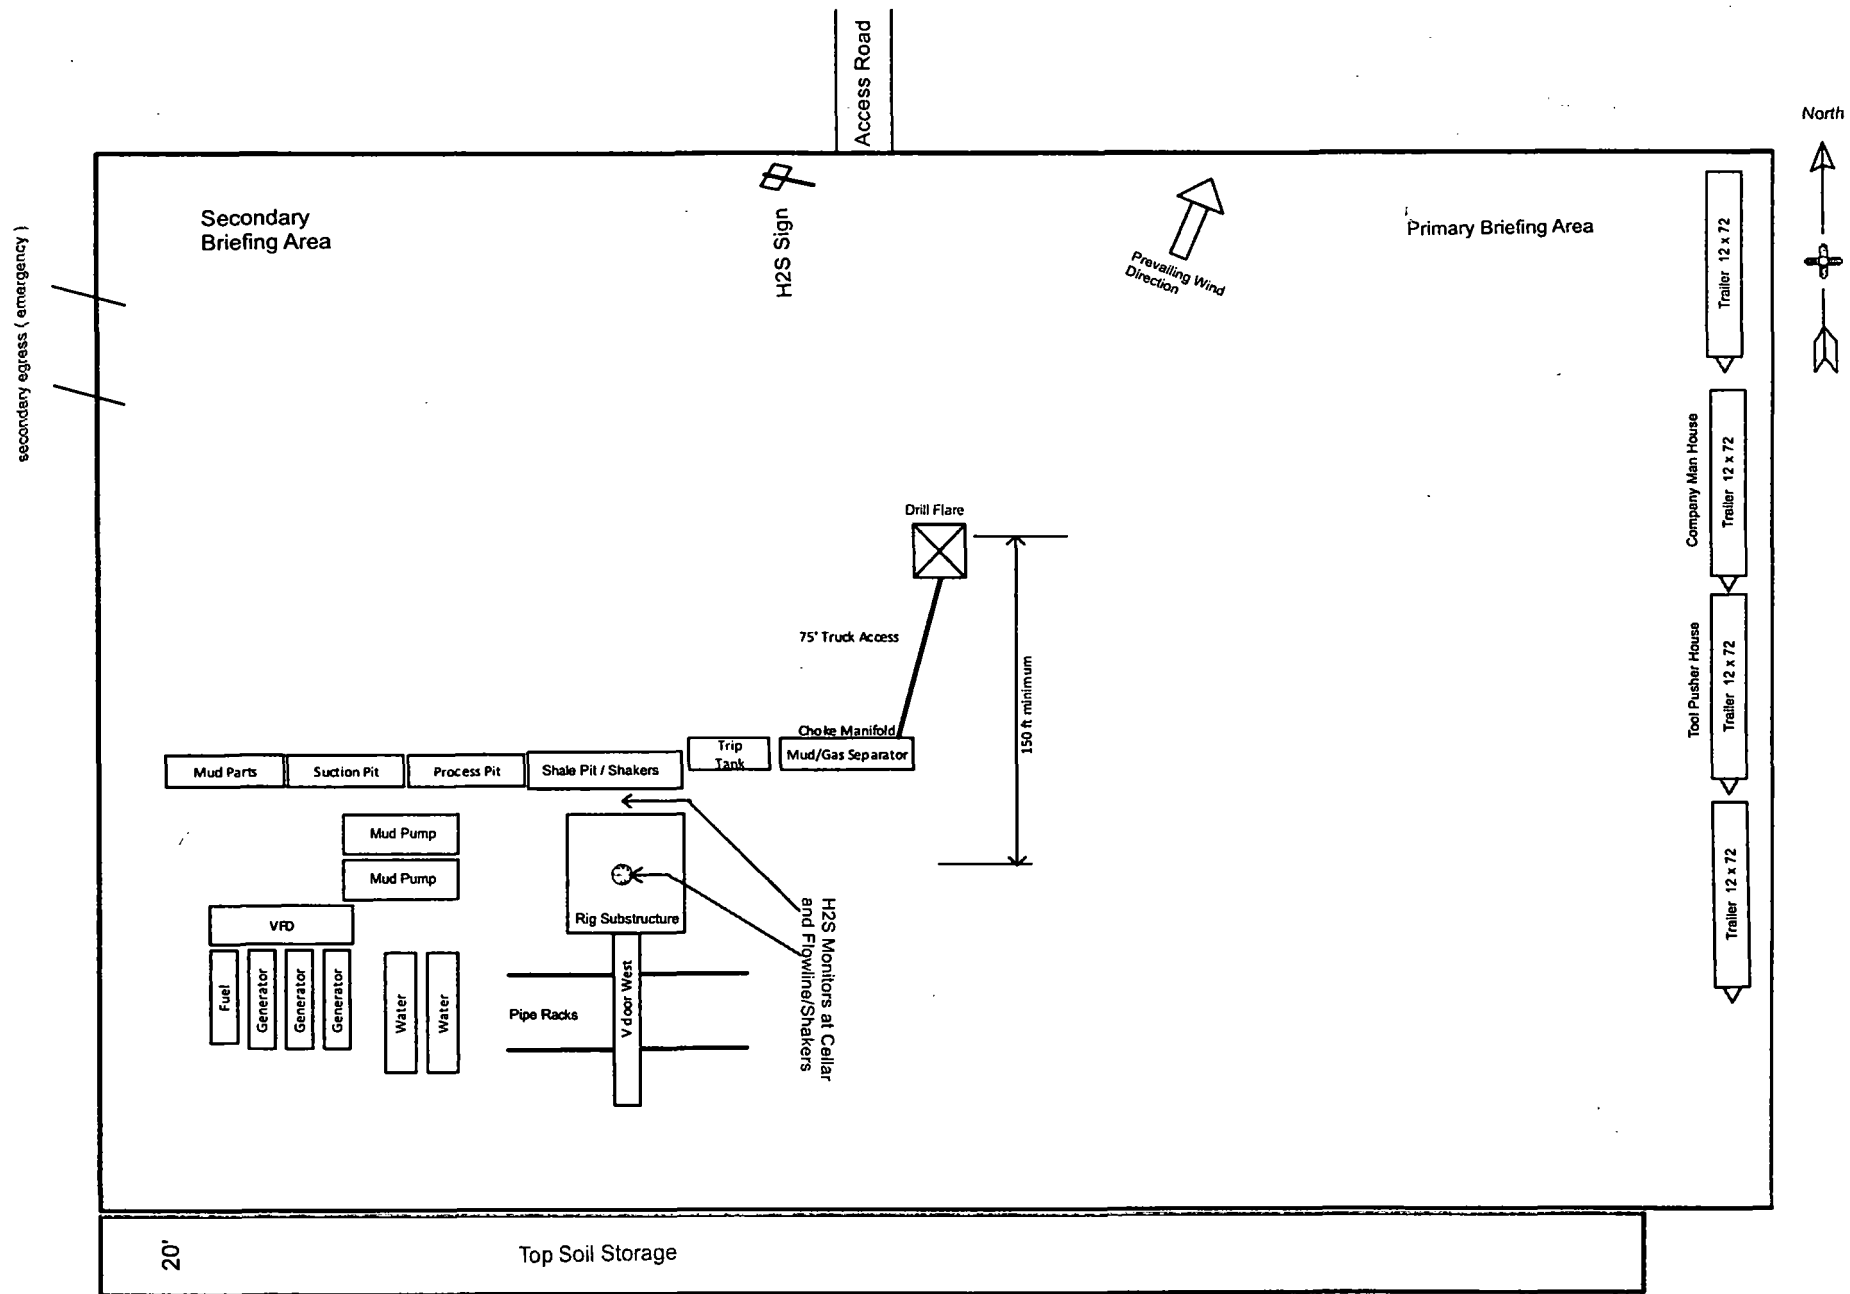 Access Road
North
Secondary
Briefing Area
H2S Sign
Prevailing Wind
Direction
Primary Briefing Area
Trailer 12 x 72
secondary egress ( emergency )
Company Man House
Trailer 12 x 72
Drill Flare
75' Truck Access
150 ft minimum
Tool Pusher House
Trailer 12 x 72
Choke Manifold
Mud/Gas Separator
Trip
Tank
Shale Pit / Shakers
Process Pit
Suction Pit
Mud Parts
Mud Pump
Mud Pump
Rig Substructure
H2S Monitors at Cellar
and Flowline/Shakers
Trailer 12 x 72
VFD
Fuel
Generator
Generator
Generator
Water
Water
Pipe Racks
V door West
20'
Top Soil Storage